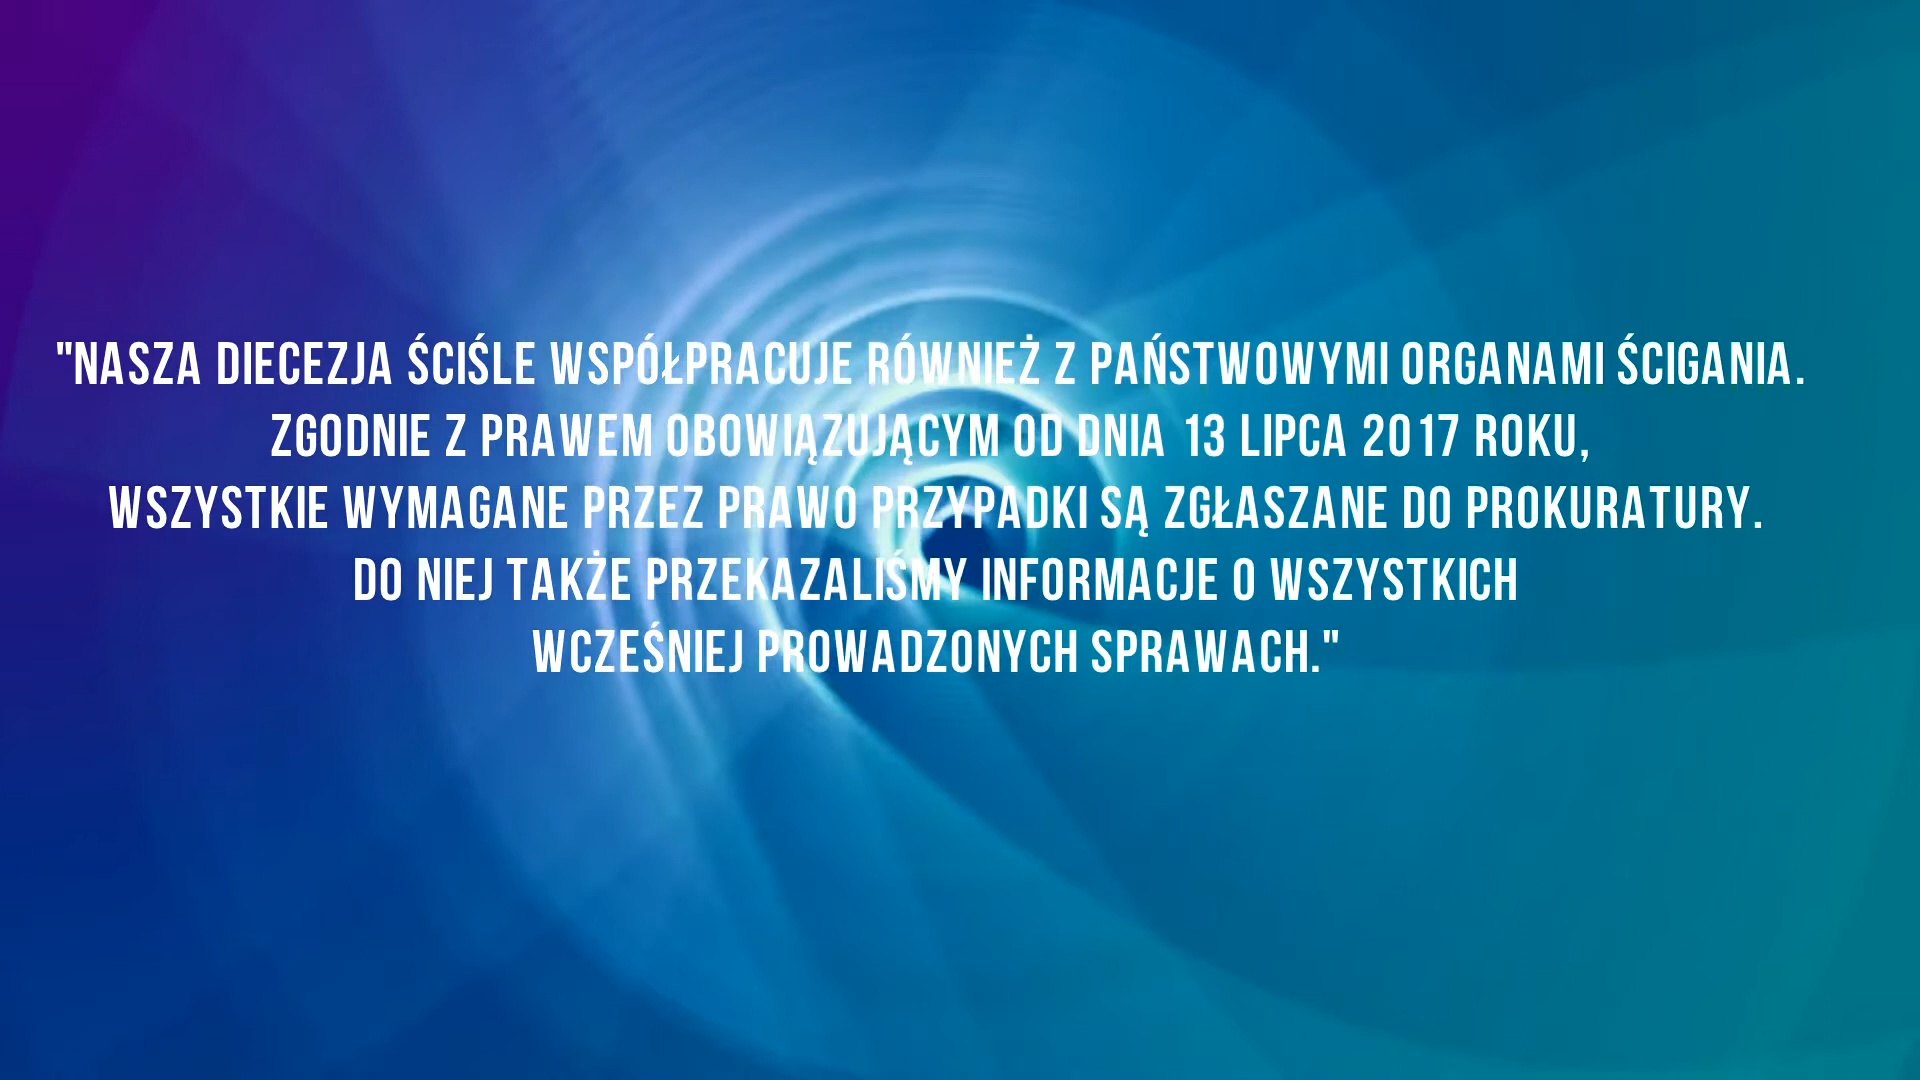 "NASZA DIECEZJA ŚCIŚLE WSPÓŁPRACUJE RÓWNIEŻ Z PAŃSTWOWYMI ORGANAMI ŚCIGANIA.
ZGODNIE Z PRAWEM OBOWIĄZUJĄCYM OD DNIA 13 LIPCA 2017 ROKU,
WSZYSTKIE WYMAGANE PRZEZ PRAWO PRZYPADKI SĄ ZGŁASZANE DO PROKURATURY.
DO NIEJ TAKŻE PRZEKAZALIŚMY INFORMACJE O WSZYSTKICH
WCZEŚNIEJ PROWADZONYCH SPRAWACH."